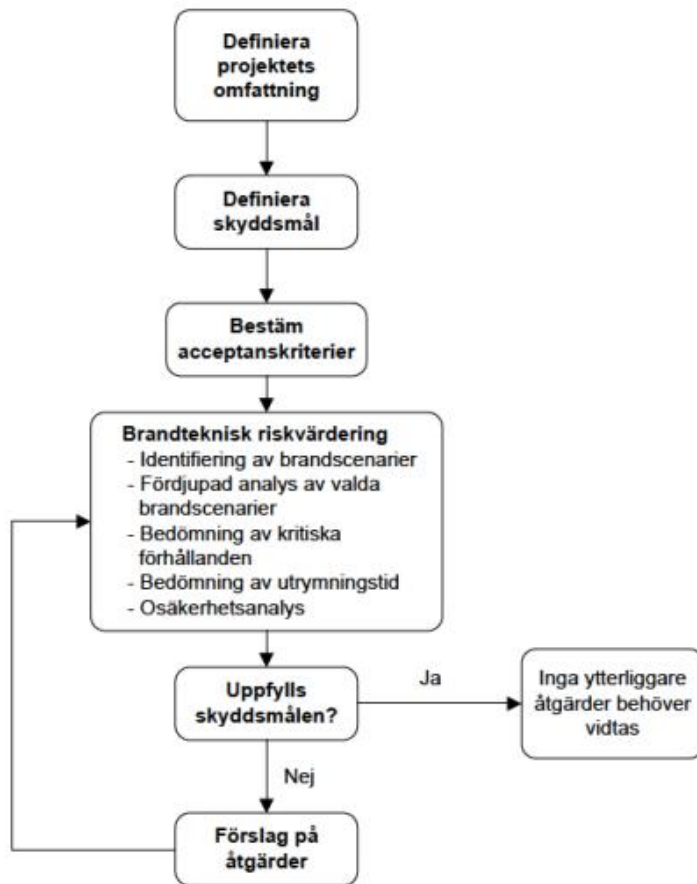 Definiera
projektets
omfattning
Definiera
skyddsmål
Bestäm
acceptanskriterier
Brandteknisk riskvärdering
- Identifiering av brandscenarier
- Fördjupad analys av valda
brandscenarier
- Bedömning av kritiska
förhållanden
- Bedömning av utrymningstid
- Osäkerhetsanalys
Uppfylls
skyddsmålen?
Ja
Inga ytterliggare
åtgärder behöver
vidtas
Nej
Förslag på
åtgärder